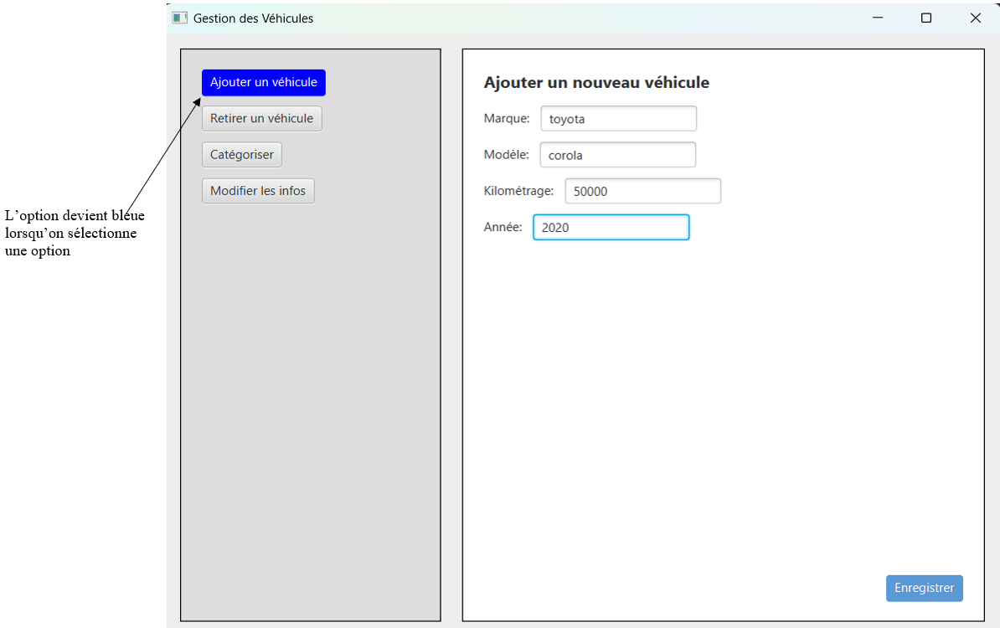 Gestion des Véhicules
Ajouter un véhicule
Retirer un véhicule
Catégoriser
Modifier les infos
L’option devient bléue
lorsqu’on sélectionne
une option
Ajouter un nouveau véhicule
Marque: toyota
Modèle: corola
Kilométrage: 50000
Année: 2020
Enregistrer